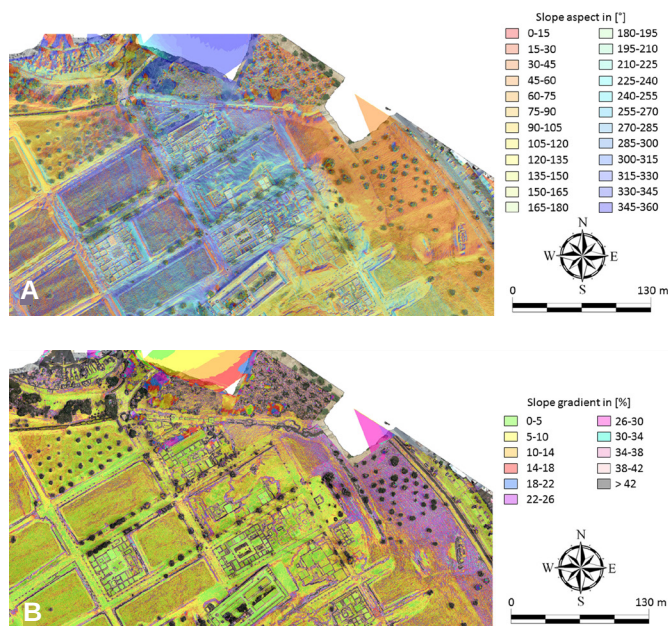 Slope aspect in [°]
0-15
15-30
30-45
45-60
60-75
75-90
90-105
105-120
120-135
135-150
150-165
165-180
180-195
195-210
210-225
225-240
240-255
255-270
270-285
285-300
300-315
315-330
330-345
345-360
N
W E
S
0 130 m
A
Slope gradient in [%]
0-5
5-10
10-14
14-18
18-22
22-26
26-30
30-34
34-38
38-42
> 42
N
W E
S
0 130 m
B